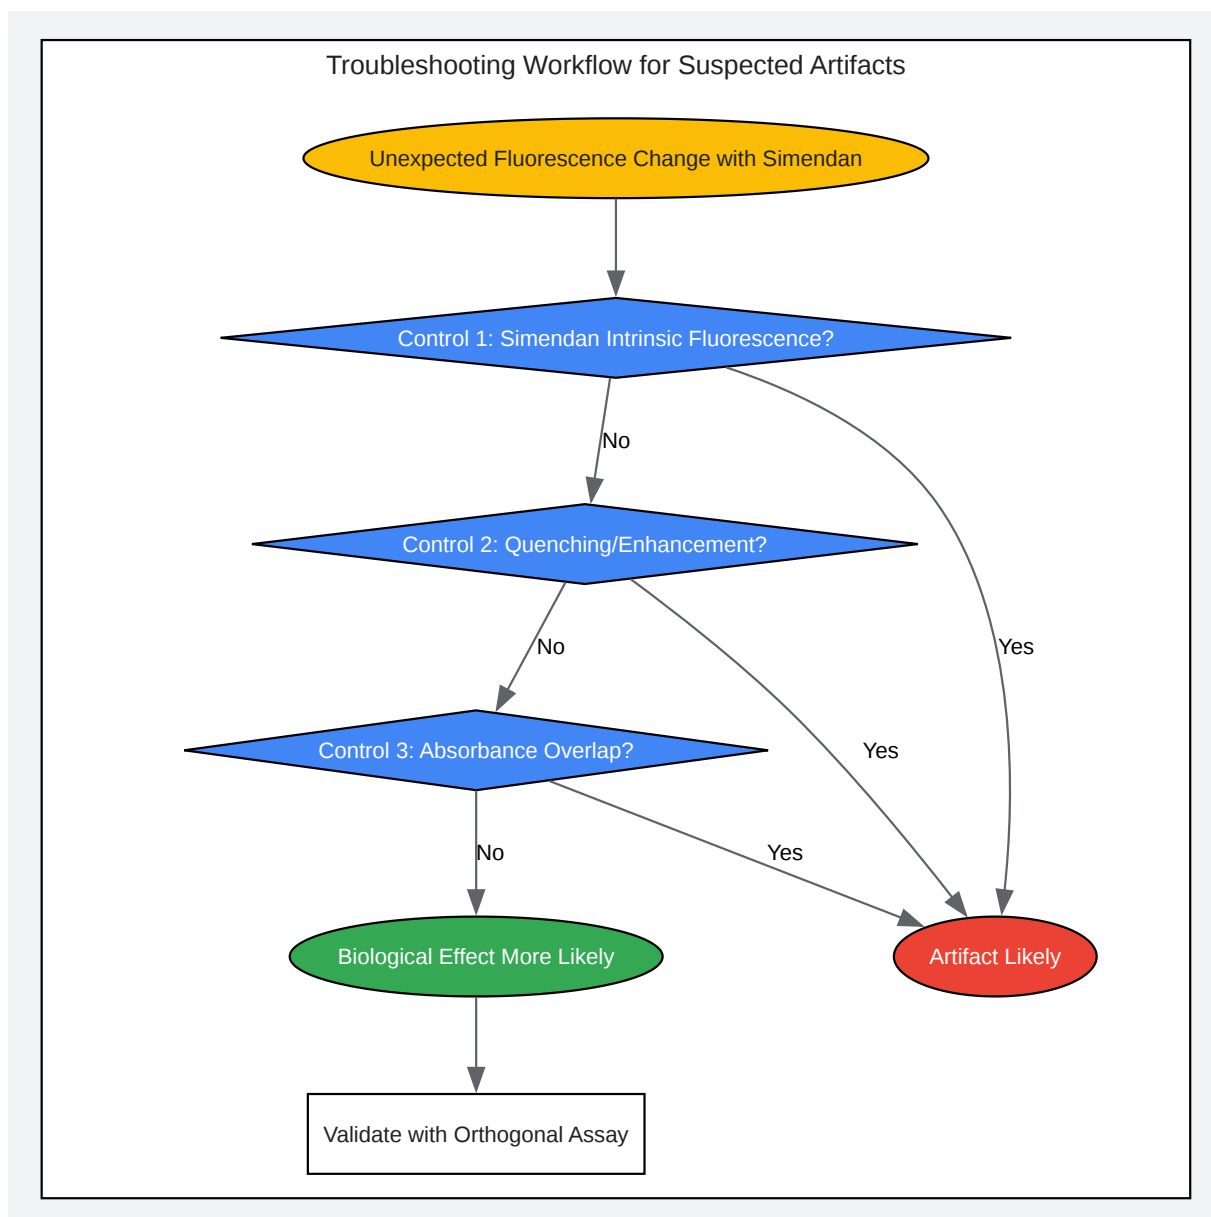 Troubleshooting Workflow for Suspected Artifacts
Unexpected Fluorescence Change with Simendan
Control 1: Simendan Intrinsic Fluorescence?
No
Control 2: Quenching/Enhancement?
No
Yes
Control 3: Absorbance Overlap?
Yes
No
Yes
Biological Effect More Likely
Artifact Likely
Validate with Orthogonal Assay